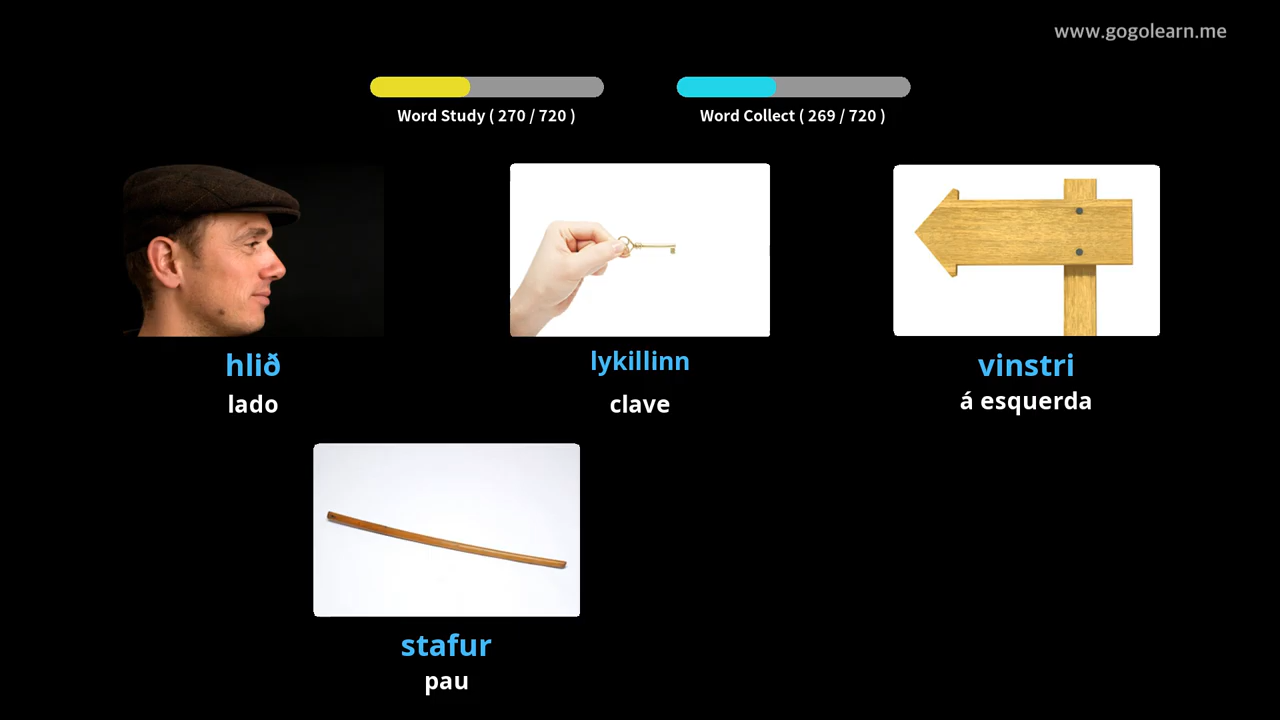 www.gogolearn.me
Word Study ( 270 / 720 )
Word Collect ( 269 / 720 )
hlið
lado
lykillinn
clave
vinstri
á esquerda
stafur
pau